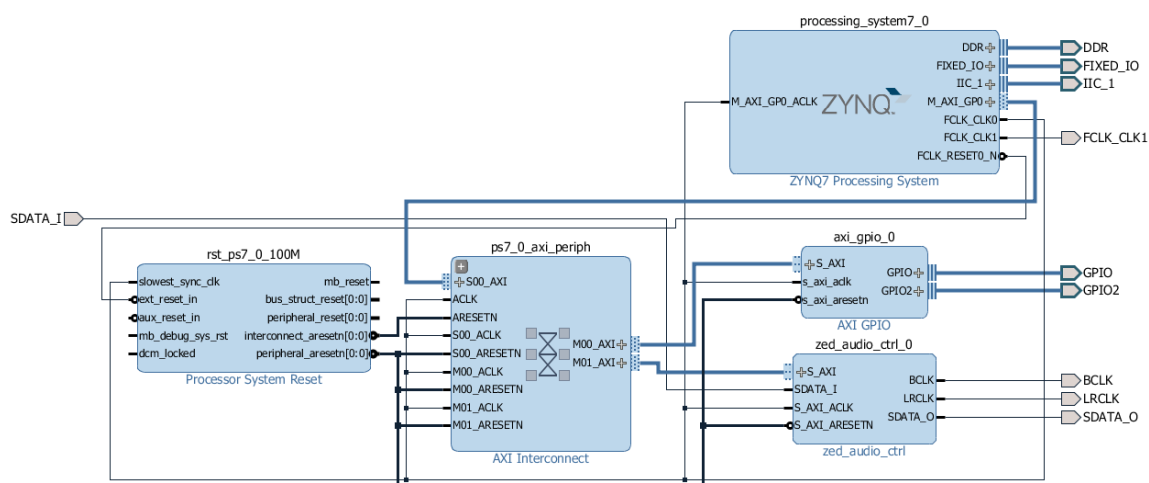 processing_system7_0
DDR
FIXED_IO
IIC_1
M_AXI_GP0
FCLK_CLK0
FCLK_CLK1
FCLK_RESET0_N
M_AXI_GP0_ACLK
ZYNQ
ZYNQ7 Processing System
DDR
FIXED_IO
IIC_1
FCLK_CLK1
SDATA_I
rst_ps7_0_100M
slowest_sync_clk
ext_reset_in
aux_reset_in
mb_debug_sys_rst
dcm_locked
mb_reset
bus_struct_reset[0:0]
peripheral_reset[0:0]
interconnect_aresetn[0:0]
peripheral_aresetn[0:0]
Processor System Reset
ps7_0_axi_periph
S00_AXI
ACLK
ARESETN
S00_ACLK
S00_ARESETN
M00_ACLK
M00_ARESETN
M01_ACLK
M01_ARESETN
M00_AXI
M01_AXI
AXI Interconnect
axi_gpio_0
S_AXI
s_axi_aclk
s_axi_aresetn
GPIO
GPIO2
AXI GPIO
GPIO
GPIO2
zed_audio_ctrl_0
S_AXI
SDATA_I
S_AXI_ACLK
S_AXI_ARESETN
BCLK
LRCLK
SDATA_O
zed_audio_ctrl
BCLK
LRCLK
SDATA_O